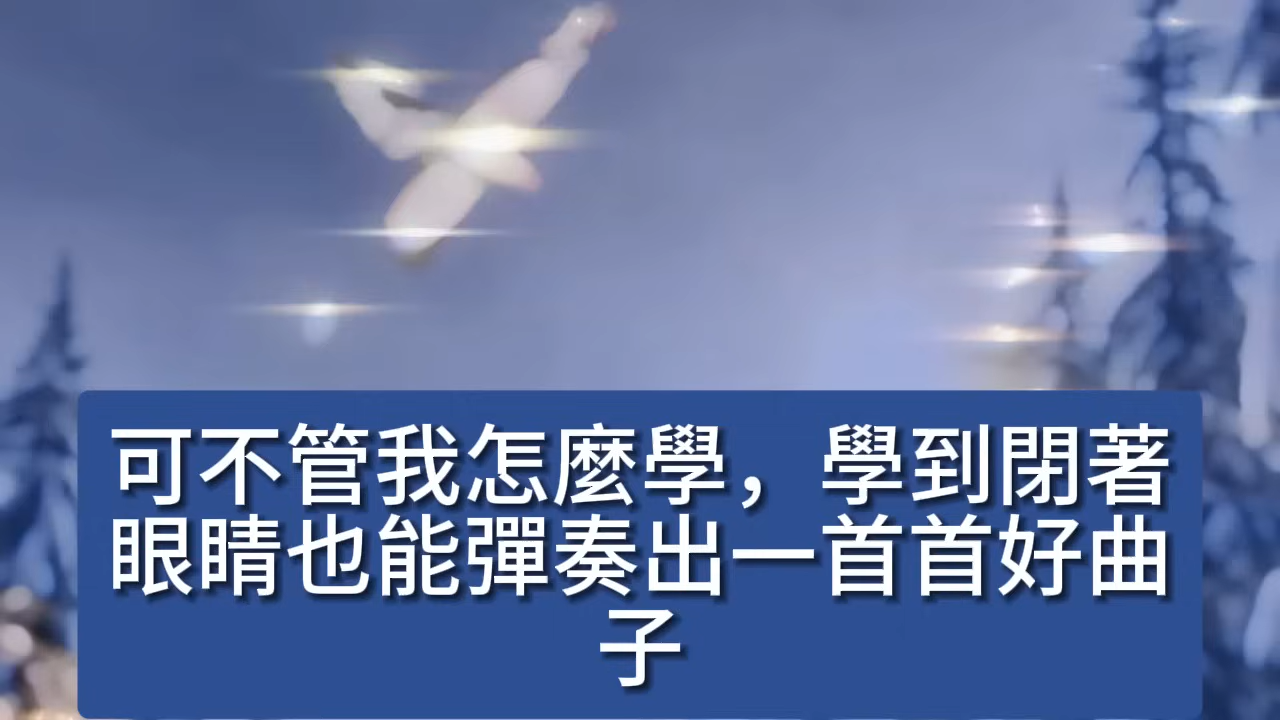 可不管我怎麼學，學到閉著
眼睛也能彈奏出一首首好曲
子